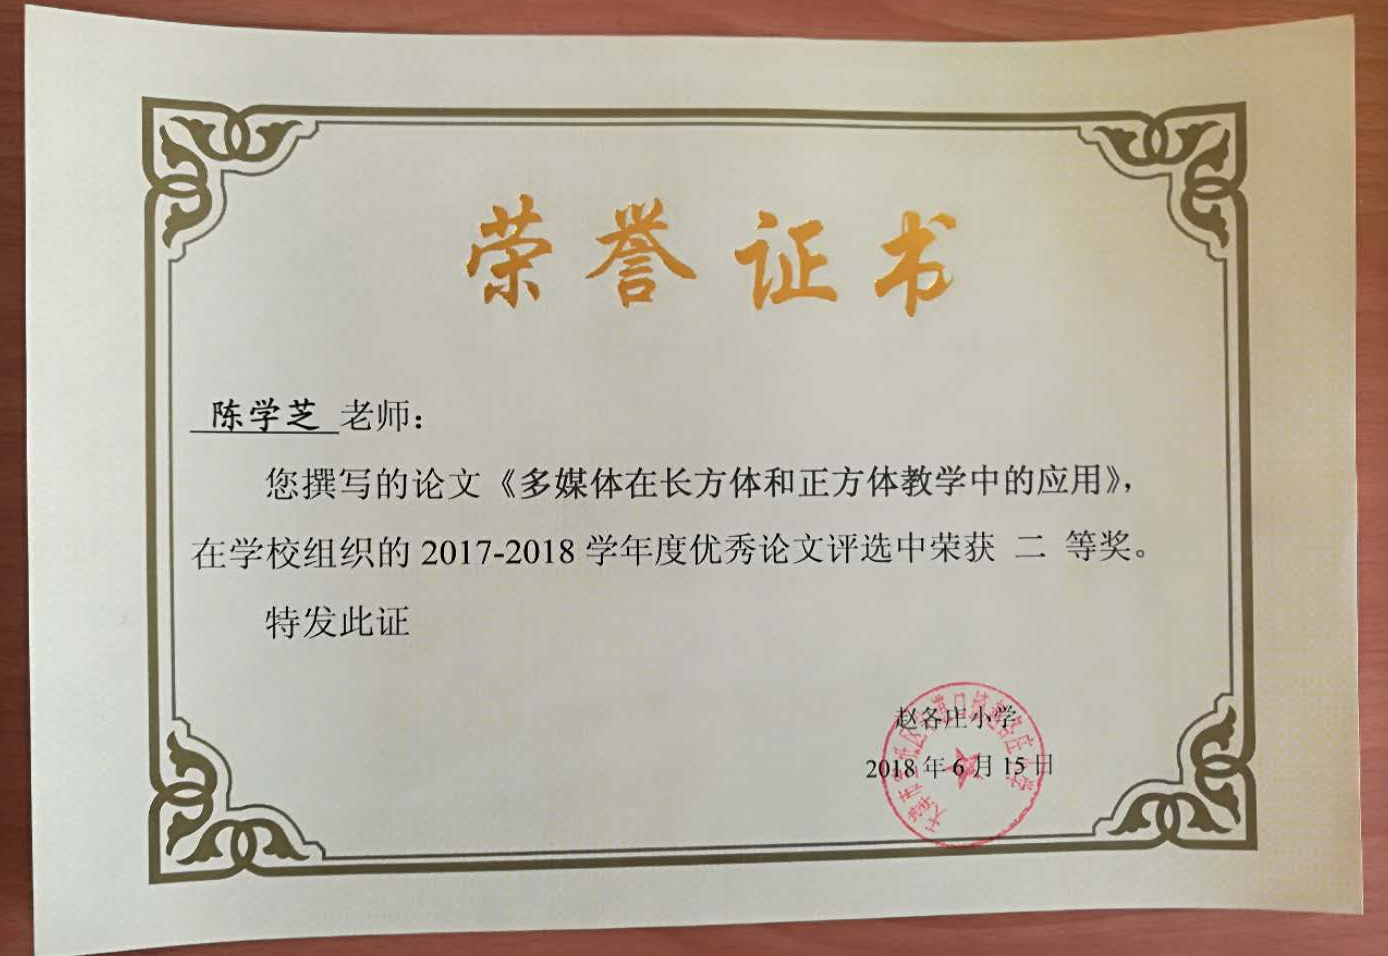 荣誉证书
陈学芝 老师：
您撰写的论文《多媒体在长方体和正方体教学中的应用》，
在学校组织的 2017-2018 学年度优秀论文评选中荣获 二 等奖。
特发此证
赵各庄小学
2018 年 6 月 15 日